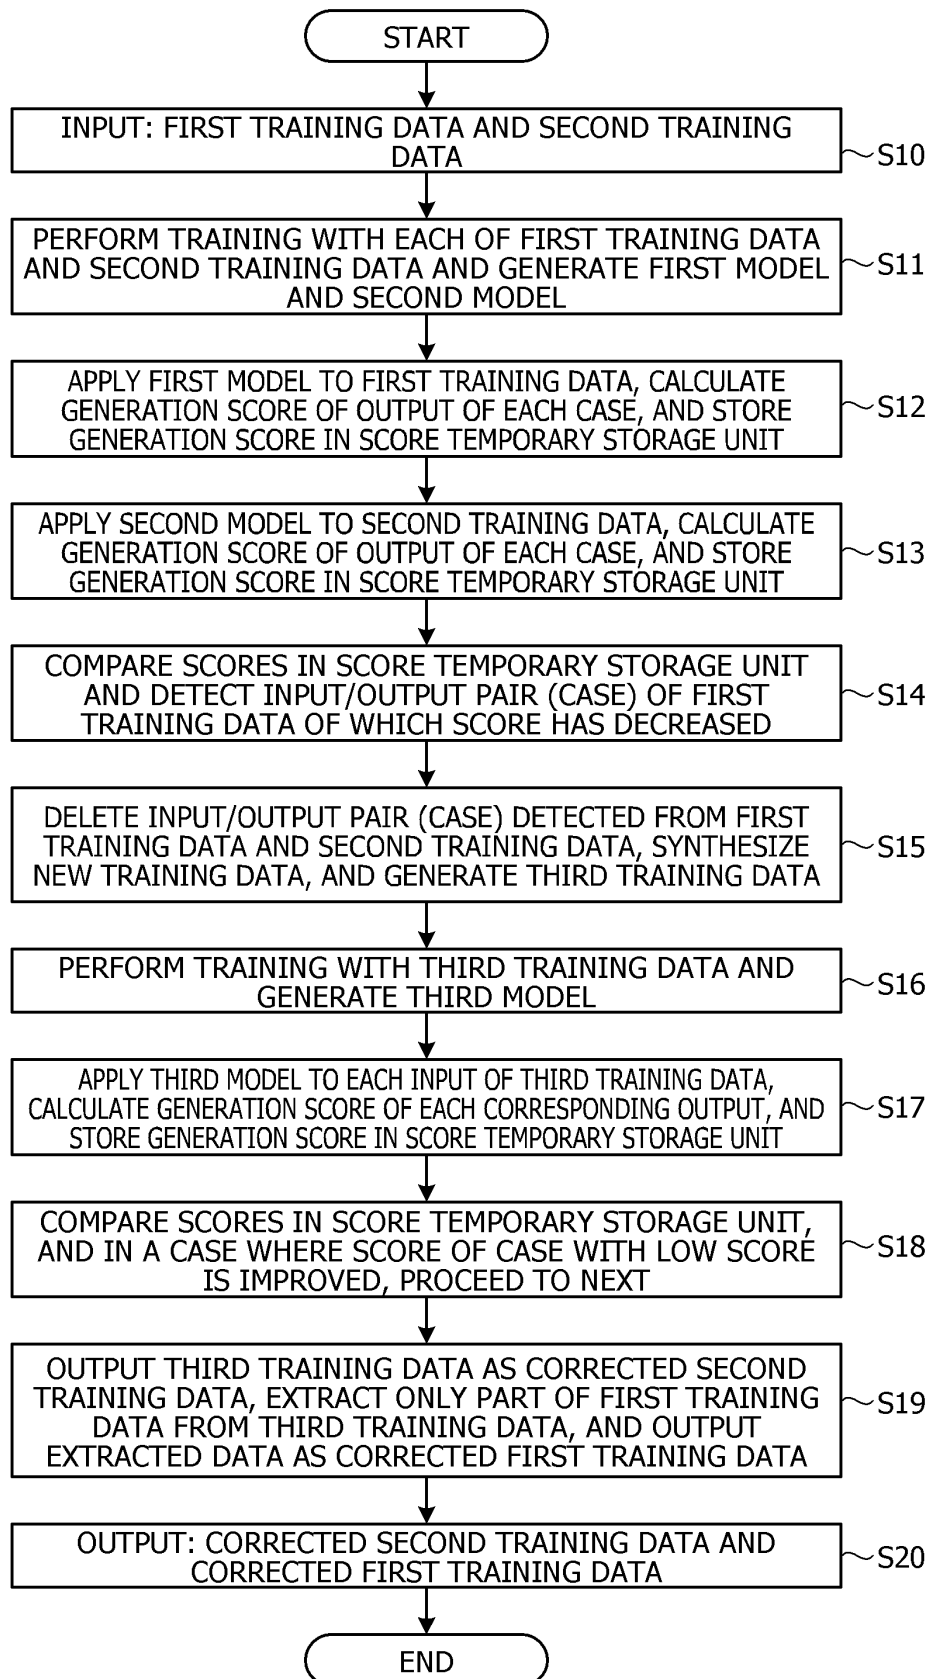 START
INPUT: FIRST TRAINING DATA AND SECOND TRAINING
DATA
S10
PERFORM TRAINING WITH EACH OF FIRST TRAINING DATA
AND SECOND TRAINING DATA AND GENERATE FIRST MODEL
AND SECOND MODEL
S11
APPLY FIRST MODEL TO FIRST TRAINING DATA, CALCULATE
GENERATION SCORE OF OUTPUT OF EACH CASE, AND STORE
GENERATION SCORE IN SCORE TEMPORARY STORAGE UNIT
S12
APPLY SECOND MODEL TO SECOND TRAINING DATA, CALCULATE
GENERATION SCORE OF OUTPUT OF EACH CASE, AND STORE
GENERATION SCORE IN SCORE TEMPORARY STORAGE UNIT
S13
COMPARE SCORES IN SCORE TEMPORARY STORAGE UNIT
AND DETECT INPUT/OUTPUT PAIR (CASE) OF FIRST
TRAINING DATA OF WHICH SCORE HAS DECREASED
S14
DELETE INPUT/OUTPUT PAIR (CASE) DETECTED FROM FIRST
TRAINING DATA AND SECOND TRAINING DATA, SYNTHESIZE
NEW TRAINING DATA, AND GENERATE THIRD TRAINING DATA
S15
PERFORM TRAINING WITH THIRD TRAINING DATA AND
GENERATE THIRD MODEL
S16
APPLY THIRD MODEL TO EACH INPUT OF THIRD TRAINING DATA,
CALCULATE GENERATION SCORE OF EACH CORRESPONDING OUTPUT, AND
STORE GENERATION SCORE IN SCORE TEMPORARY STORAGE UNIT
S17
COMPARE SCORES IN SCORE TEMPORARY STORAGE UNIT,
AND IN A CASE WHERE SCORE OF CASE WITH LOW SCORE
IS IMPROVED, PROCEED TO NEXT
S18
OUTPUT THIRD TRAINING DATA AS CORRECTED SECOND
TRAINING DATA, EXTRACT ONLY PART OF FIRST TRAINING
DATA FROM THIRD TRAINING DATA, AND OUTPUT
EXTRACTED DATA AS CORRECTED FIRST TRAINING DATA
S19
OUTPUT: CORRECTED SECOND TRAINING DATA AND
CORRECTED FIRST TRAINING DATA
S20
END